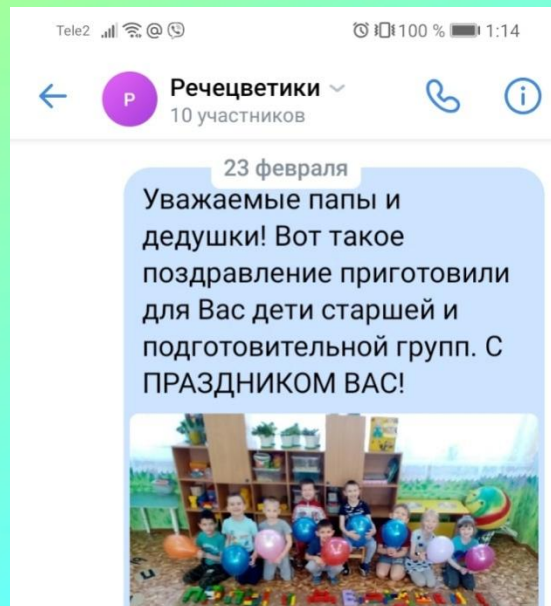 Tele2 100 % 1:14
Р Речецветики
10 участников
23 февраля
Уважаемые папы и
дедушки! Вот такое
поздравление приготовили
для Вас дети старшей и
подготовительной групп. С
ПРАЗДНИКОМ ВАС!